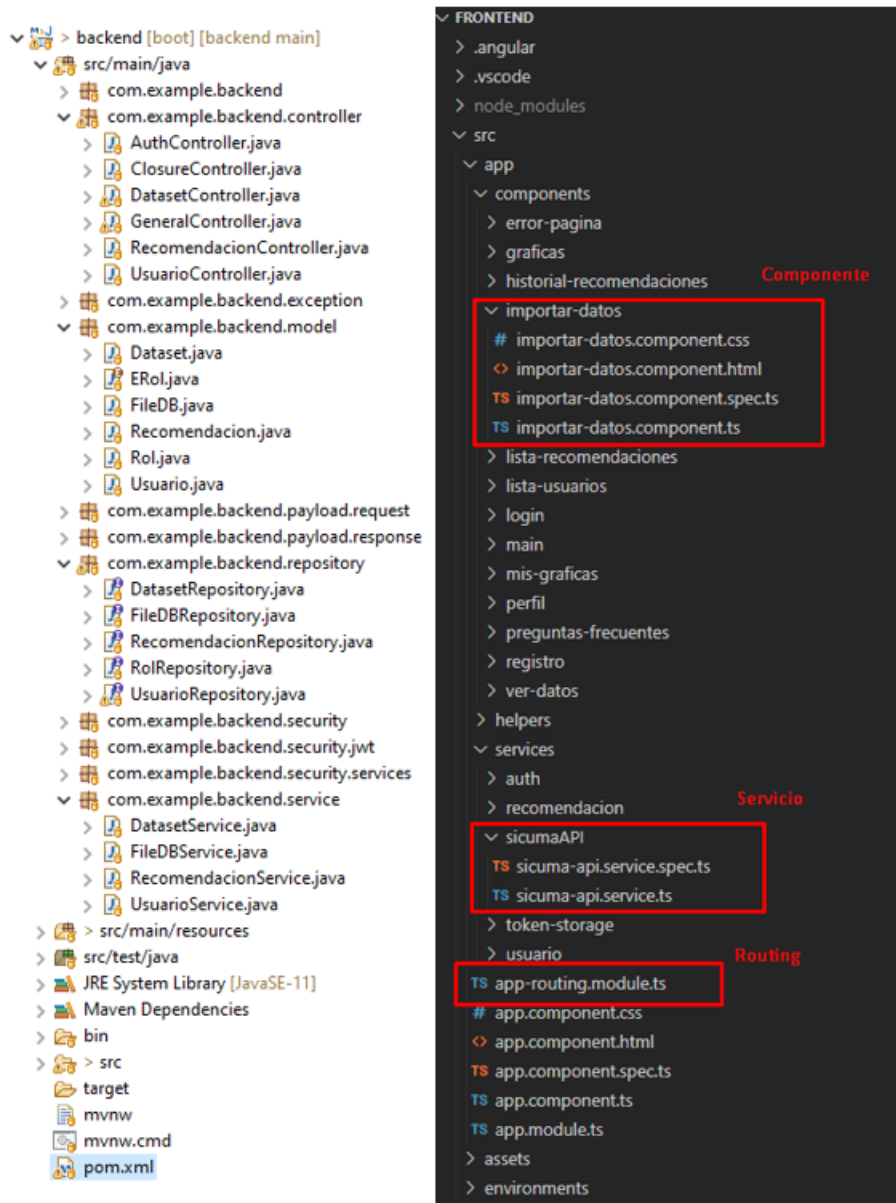 > backend [boot] [backend main]
src/main/java
com.example.backend
com.example.backend.controller
AuthController.java
ClosureController.java
DatasetController.java
GeneralController.java
RecomendacionController.java
UsuarioController.java
com.example.backend.exception
com.example.backend.model
Dataset.java
ERol.java
FileDB.java
Recomendacion.java
Rol.java
Usuario.java
com.example.backend.payload.request
com.example.backend.payload.response
com.example.backend.repository
DatasetRepository.java
FileDBRepository.java
RecomendacionRepository.java
RolRepository.java
UsuarioRepository.java
com.example.backend.security
com.example.backend.security.jwt
com.example.backend.security.services
com.example.backend.service
DatasetService.java
FileDBService.java
RecomendacionService.java
UsuarioService.java
> src/main/resources
src/test/java
JRE System Library [JavaSE-11]
Maven Dependencies
bin
> src
target
mvnw
mvnw.cmd
pom.xml
FRONTEND
.angular
.vscode
node_modules
src
app
components
error-pagina
graficas
historial-recomendaciones
Componente
importar-datos
# importar-datos.component.css
<> importar-datos.component.html
TS importar-datos.component.spec.ts
TS importar-datos.component.ts
lista-recomendaciones
lista-usuarios
login
main
mis-graficas
perfil
preguntas-frecuentes
registro
ver-datos
helpers
services
auth
recomendacion
Servicio
sicumaAPI
TS sicuma-api.service.spec.ts
TS sicuma-api.service.ts
token-storage
usuario
Routing
TS app-routing.module.ts
# app.component.css
<> app.component.html
TS app.component.spec.ts
TS app.component.ts
TS app.module.ts
assets
environments